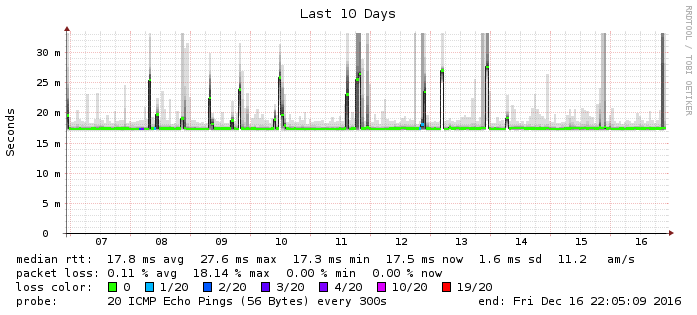 Last 10 Days
RRDTOOL / TOBI OETIKER
Seconds
30 m
25 m
20 m
15 m
10 m
5 m
0
07 08 09 10 11 12 13 14 15 16
median rtt: 17.8 ms avg 27.6 ms max 17.3 ms min 17.5 ms now 1.6 ms sd 11.2 am/s
packet loss: 0.11 % avg 18.14 % max 0.00 % min 0.00 % now
loss color: 0 1/20 2/20 3/20 4/20 10/20 19/20
probe: 20 ICMP Echo Pings (56 Bytes) every 300s end: Fri Dec 16 22:05:09 2016